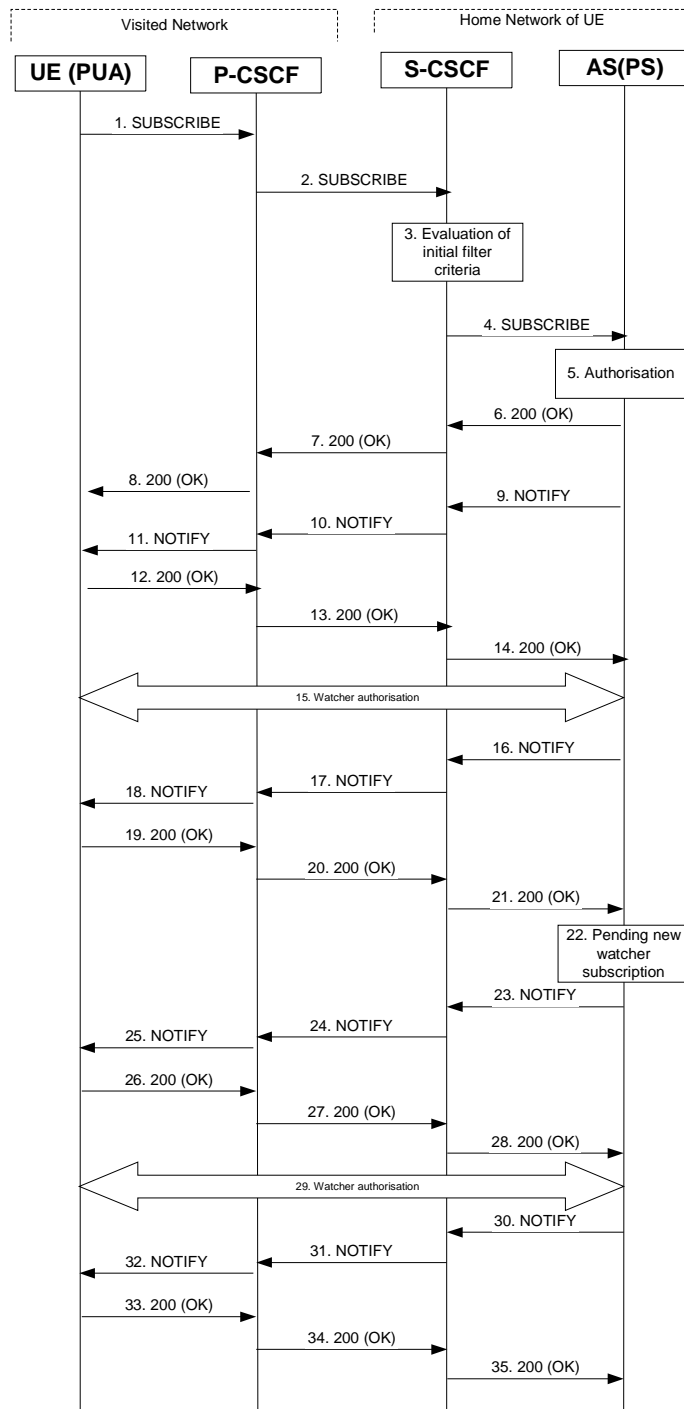 Visited Network
Home Network of UE
UE (PUA)
P-CSCF
S-CSCF
AS(PS)
1. SUBSCRIBE
2. SUBSCRIBE
3. Evaluation of
initial filter
criteria
4. SUBSCRIBE
5. Authorisation
6. 200 (OK)
7. 200 (OK)
8. 200 (OK)
9. NOTIFY
10. NOTIFY
11. NOTIFY
12. 200 (OK)
13. 200 (OK)
14. 200 (OK)
15. Watcher authorisation
16. NOTIFY
17. NOTIFY
18. NOTIFY
19. 200 (OK)
20. 200 (OK)
21. 200 (OK)
22. Pending new
watcher
subscription
23. NOTIFY
24. NOTIFY
25. NOTIFY
26. 200 (OK)
27. 200 (OK)
28. 200 (OK)
29. Watcher authorisation
30. NOTIFY
31. NOTIFY
32. NOTIFY
33. 200 (OK)
34. 200 (OK)
35. 200 (OK)